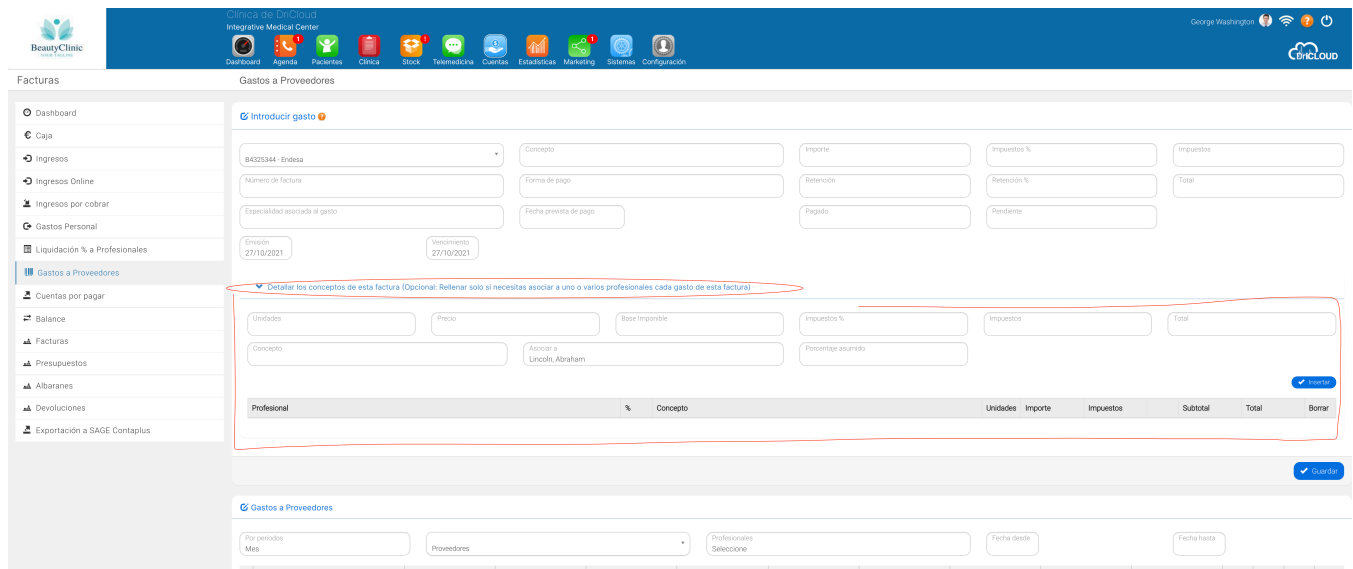 Clínica de DriCloud
Integrative Medical Center
George Washington
BeautyClinic
1
1
1
Dashboard Agenda Pacientes Clínica Stock Telemedicina Cuentas Estadísticas Marketing Sistemas Configuración
DRICLOUD
Facturas
Gastos a Proveedores
Dashboard
Caja
Ingresos
Ingresos Online
Ingresos por cobrar
Gastos Personal
Liquidación % a Profesionales
Gastos a Proveedores
Cuentas por pagar
Balance
Facturas
Presupuestos
Albaranes
Devoluciones
Exportación a SAGE Contaplus
Introducir gasto
B4325344 - Endesa
Concepto
Importe
Impuestos %
Impuestos
Número de factura
Forma de pago
Retención
Retención %
Total
Especialidad asociada al gasto
Fecha prevista de pago
Pagado
Pendiente
Emisión
27/10/2021
Vencimiento
27/10/2021
Detallar los conceptos de esta factura (Opcional: Rellenar solo si necesitas asociar a uno o varios profesionales cada gasto de esta factura)
Unidades
Precio
Base Imponible
Impuestos %
Impuestos
Total
Concepto
Asociar a
Lincoln, Abraham
Porcentaje asumido
Insertar
Profesional % Concepto Unidades Importe Impuestos Subtotal Total Borrar
Guardar
Gastos a Proveedores
Por periodos
Mes
Proveedores
Profesionales
Seleccione
Fecha desde
Fecha hasta